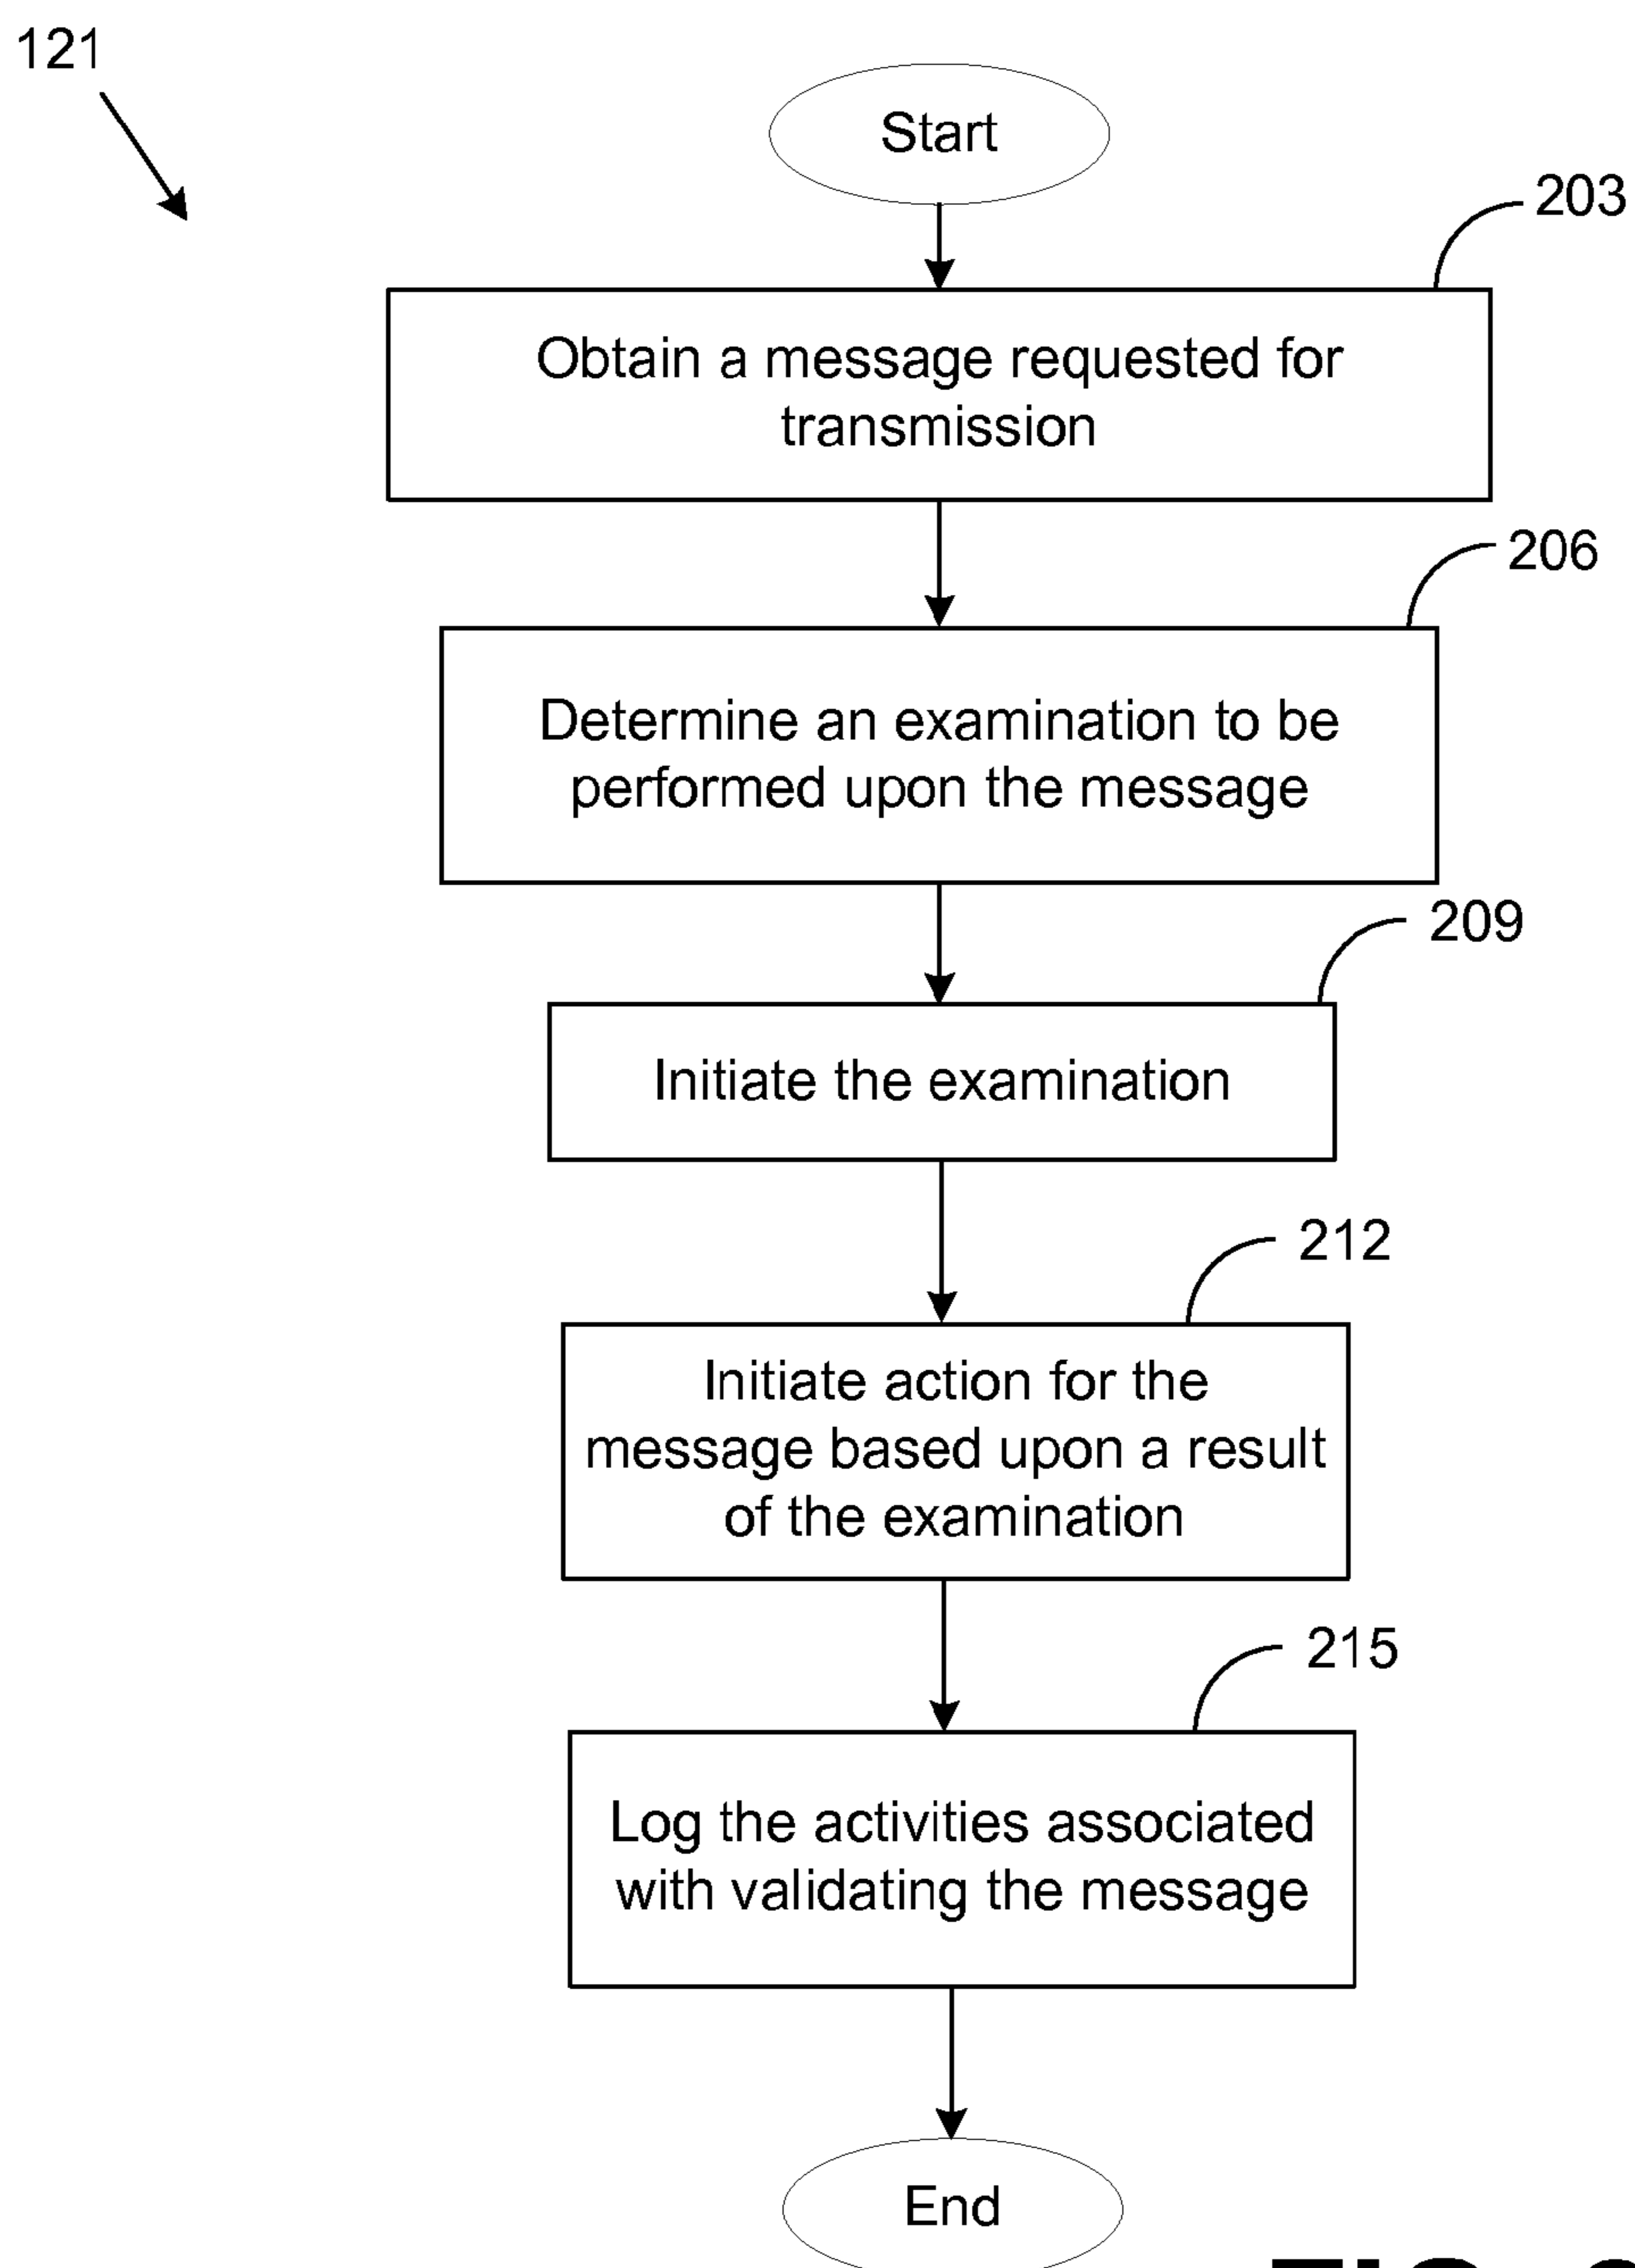 121
Start
203
Obtain a message requested for
transmission
206
Determine an examination to be
performed upon the message
209
Initiate the examination
212
Initiate action for the
message based upon a result
of the examination
215
Log the activities associated
with validating the message
End